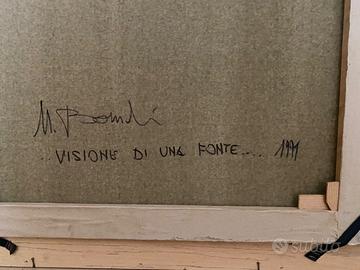 ..VISIONE DI UNA FONTE.... 1991
subito